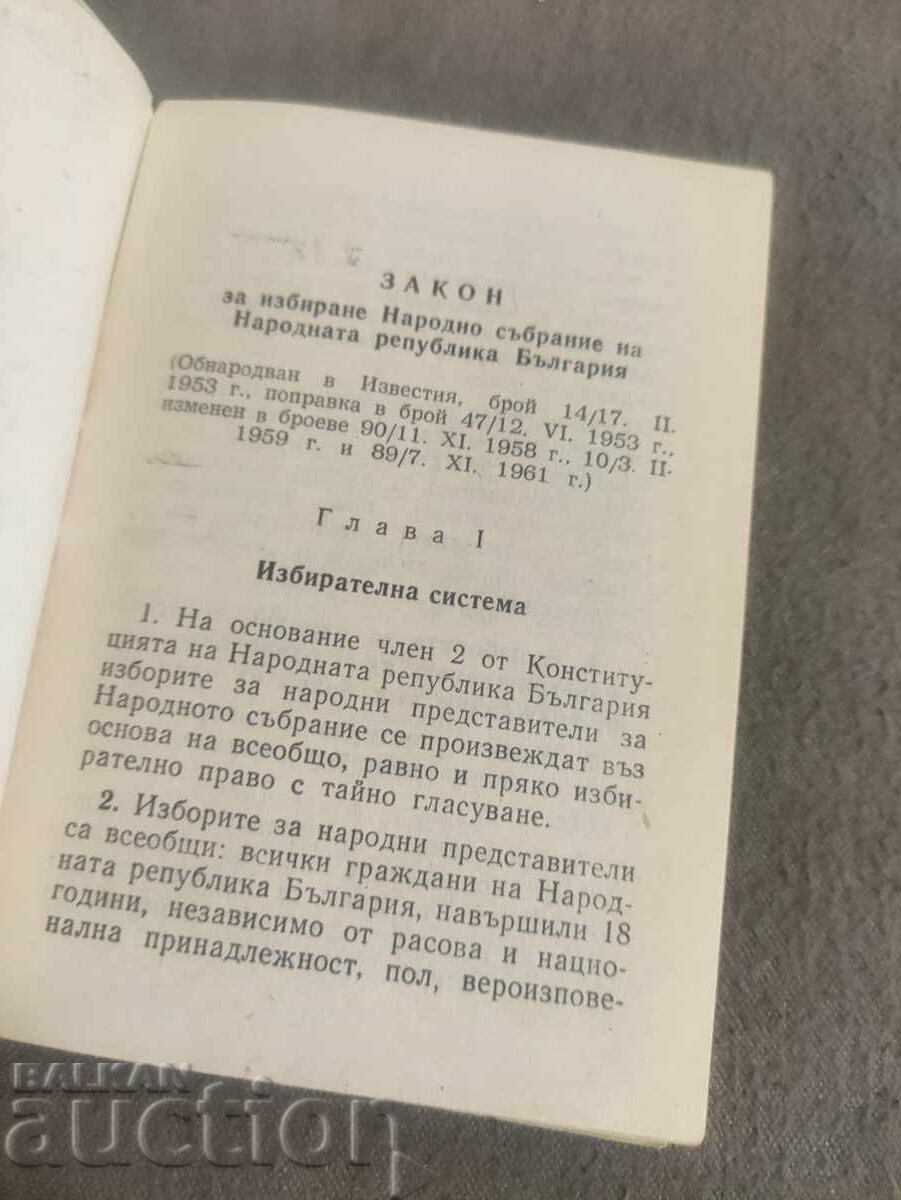 ЗАКОН
за избиране Народно събрание на
Народната република България
(Обнародван в Известия, брой 14/17. II.
1953 г., поправка в брой 47/12. VI. 1953 г.,
изменен в броеве 90/11. XI. 1958 г., 10/3. II.
1959 г. и 89/7. XI. 1961 г.)
Глава I
Избирателна система
1. На основание член 2 от Конститу-
цията на Народната република България
изборите за народни представители за
Народното събрание се произвеждат въз
основа на всеобщо, равно и пряко изби-
рателно право с тайно гласуване.
2. Изборите за народни представители
са всеобщи: всички граждани на Народ-
ната република България, навършили 18
години, независимо от расова и нацио-
нална принадлежност, пол, вероизпове-
BALKAN
auction